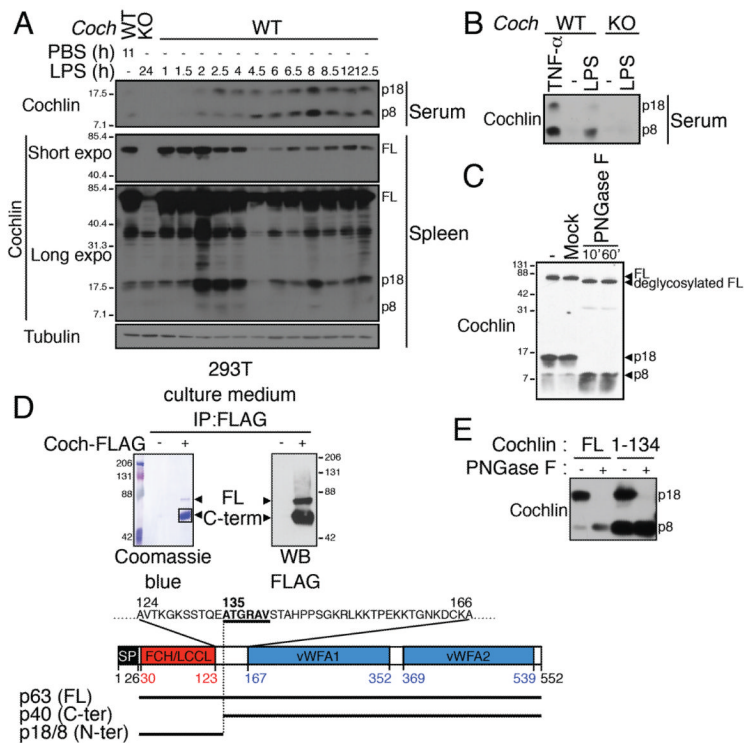 A
Coch WT KO WT
PBS (h) 11 - - - - - - - - - - - - - -
LPS (h) - 24 1 1.5 2 2.5 4 4.5 6 6.5 8 8.5 12 12.5
Cochlin 17.5 7.1 p18 p8 Serum
Short expo 85.4 40.4 FL
Cochlin Long expo 85.4 40.4 31.3 17.5 7.1 FL p18 p8 Spleen
Tubulin
B
Coch WT KO
TNF-α - LPS - LPS
Cochlin p18 p8 Serum
C
- Mock PNGase F
10' 60'
Cochlin 131 88 42 31 17 7
FL
deglycosylated FL
p18
p8
D
293T
culture medium
IP:FLAG
Coch-FLAG - + - +
206 131 88 42 FL C-term 206 131 88 42
Coomassie blue
WB FLAG
E
Cochlin : FL 1-134
PNGase F : - + - +
Cochlin p18 p8
124 135 166
AVTKGKSSTQEATGRAVSTAHPPSGKRLKKTPEKKTGNKDCKA
SP FCH/LCCL vWFA1 vWFA2
1 26 30 123 167 352 369 539 552
p63 (FL)
p40 (C-ter)
p18/8 (N-ter)